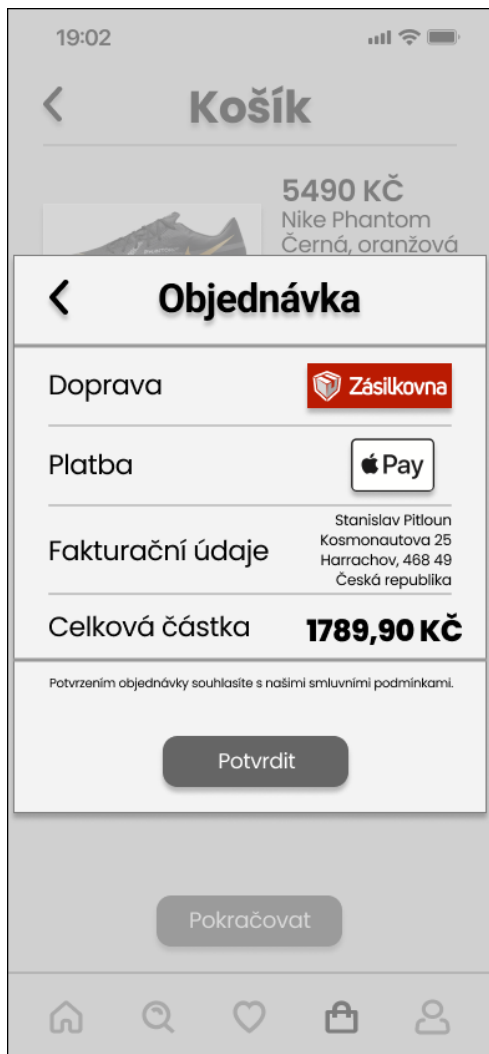 19:02
Košík
5490 KČ
Nike Phantom
Černá, oranžová
Objednávka
Doprava
Zásilkovna
Platba
Pay
Fakturační údaje
Stanislav Pitloun
Kosmonautova 25
Harrachov, 468 49
Česká republika
Celková částka
1789,90 KČ
Potvrzením objednávky souhlasíte s našimi smluvními podmínkami.
Potvrdit
Pokračovat